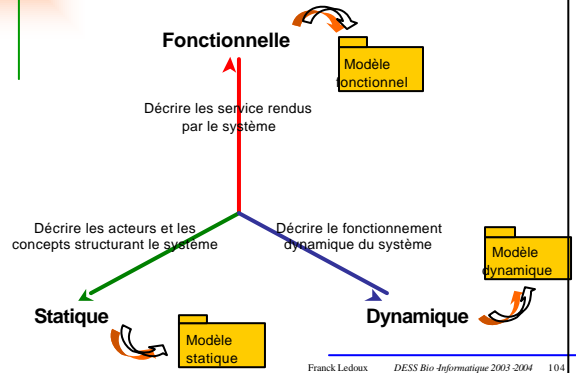 Fonctionnelle
Modèle
fonctionnel
Décrire les service rendus
par le système
Décrire les acteurs et les
concepts structurant le système
Décrire le fonctionnement
dynamique du système
Modèle
dynamique
Statique
Dynamique
Modèle
statique
Franck Ledoux DESS Bio-Informatique 2003-2004 104